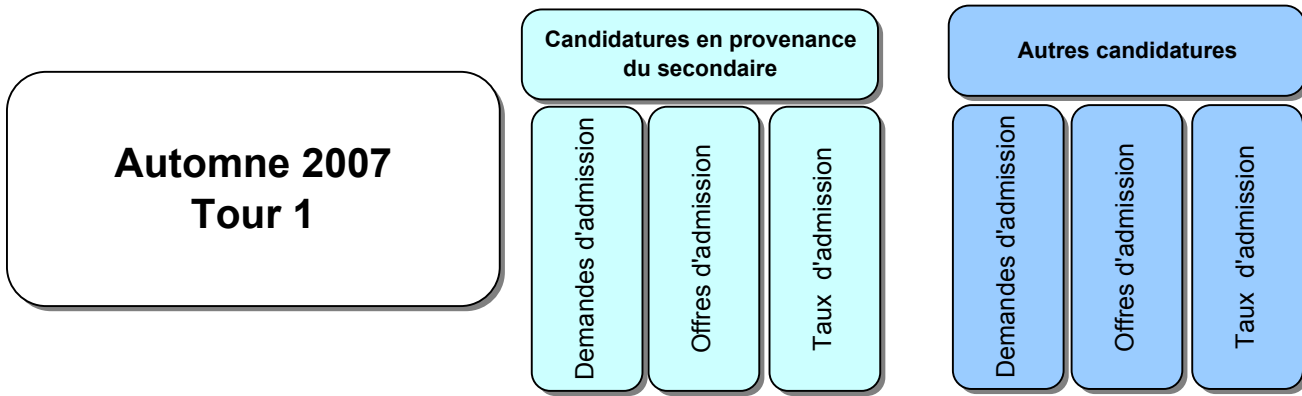 Automne 2007
Tour 1
Candidatures en provenance
du secondaire
Demandes d'admission
Offres d'admission
Taux d'admission
Autres candidatures
Demandes d'admission
Offres d'admission
Taux d'admission